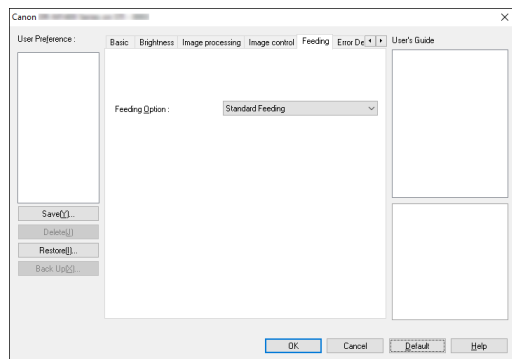 Canon
User Preference :
Basic Brightness Image processing Image control Feeding Error De
User's Guide
Feeding Option : Standard Feeding
Save(Y)...
Delete(J)
Restore(I)...
Back Up(X)...
OK Cancel Default Help